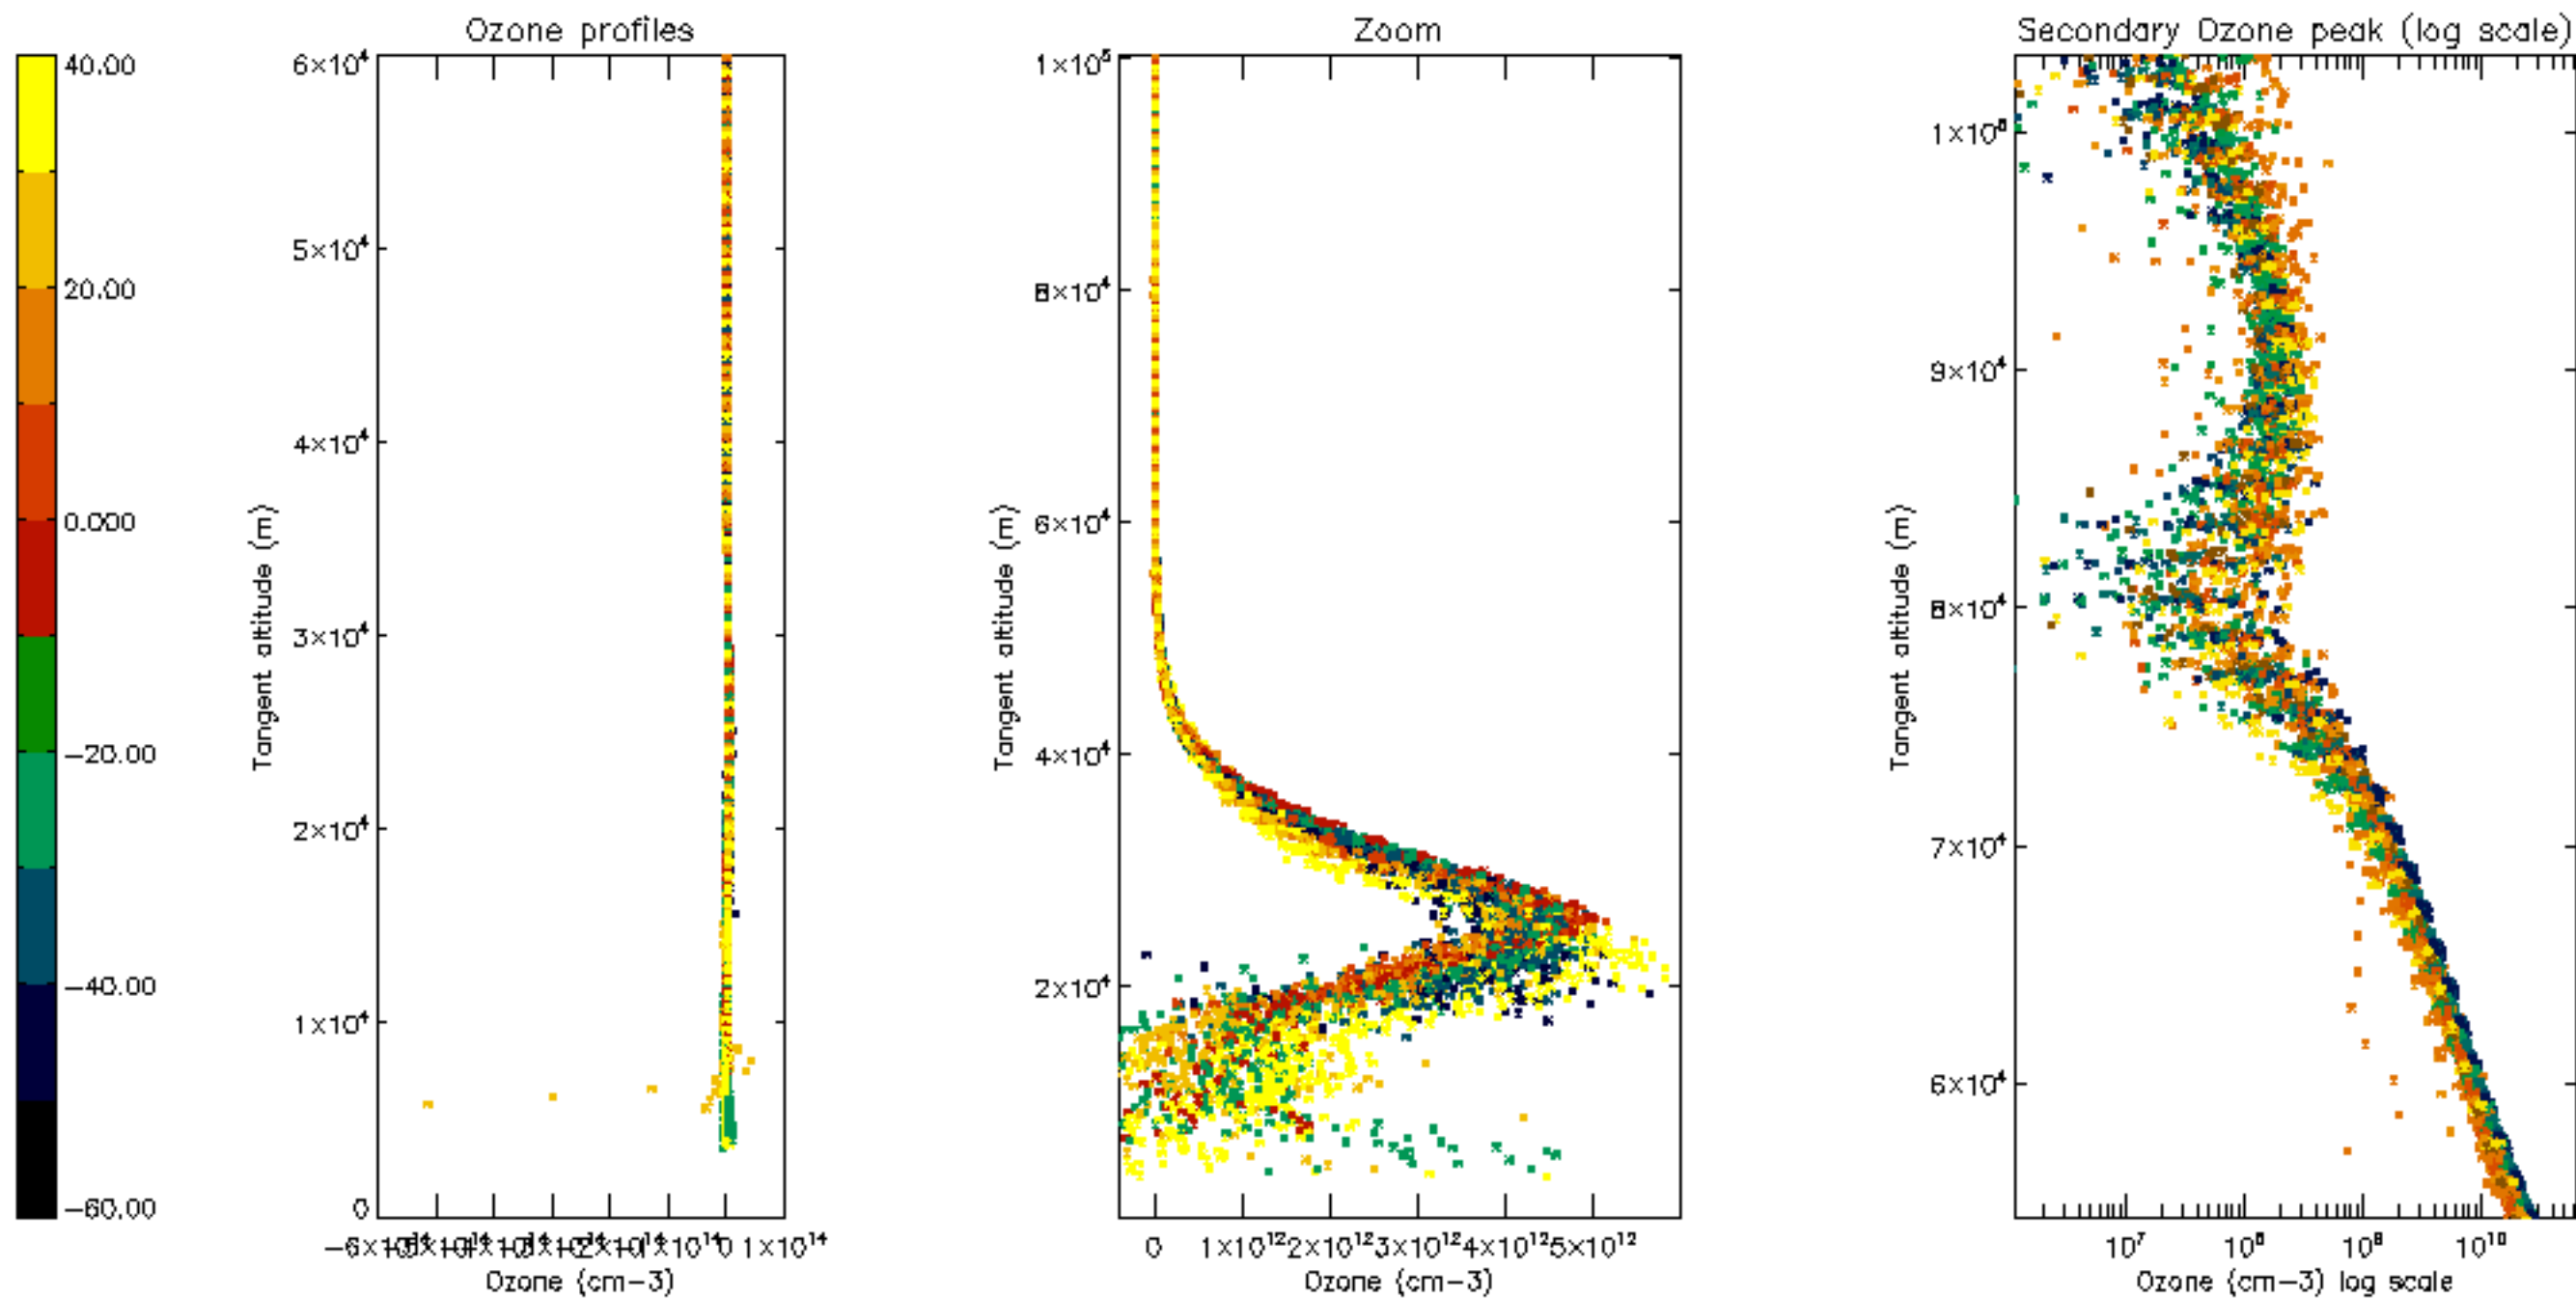 Ozone profiles
Zoom
Secondary Ozone peak (log scale)
40.00
20.00
0.000
−20.00
−40.00
−60.00
6×10⁴
5×10⁴
4×10⁴
3×10⁴
2×10⁴
1×10⁴
0
Tangent altitude (m)
0 1×10¹⁴
Ozone (cm−3)
1×10⁵
8×10⁴
6×10⁴
4×10⁴
2×10⁴
Tangent altitude (m)
0 1×10¹² 2×10¹² 3×10¹² 4×10¹² 5×10¹²
Ozone (cm−3)
9×10⁴
8×10⁴
7×10⁴
6×10⁴
Tangent altitude (m)
10⁷ 10⁸ 10⁹ 10¹⁰
Ozone (cm−3) log scale